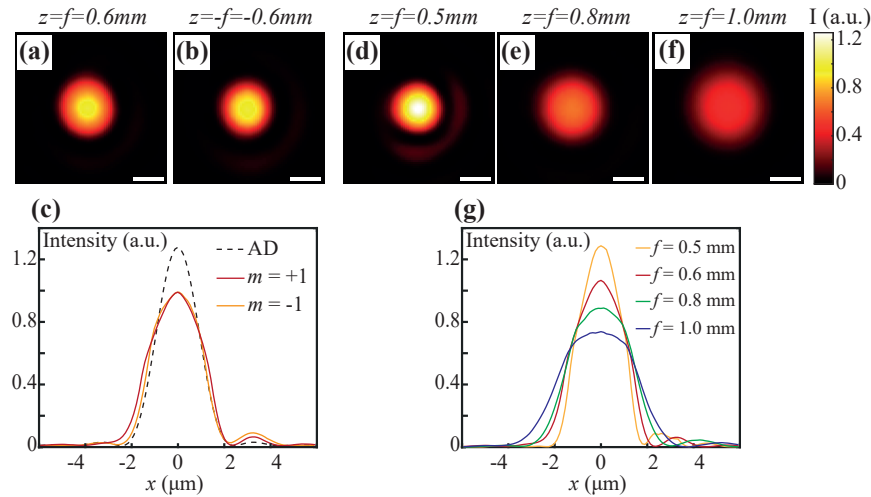 z=f=0.6mm
z=-f=-0.6mm
z=f=0.5mm
z=f=0.8mm
z=f=1.0mm
I (a.u.)
(a)
(b)
(d)
(e)
(f)
1.2
0.8
0.4
0
(c)
Intensity (a.u.)
AD
m = +1
m = -1
1.2
0.8
0.4
0
-4
-2
0
2
4
x (μm)
(g)
Intensity (a.u.)
f = 0.5 mm
f = 0.6 mm
f = 0.8 mm
f = 1.0 mm
1.2
0.8
0.4
0
-4
-2
0
2
4
x (μm)